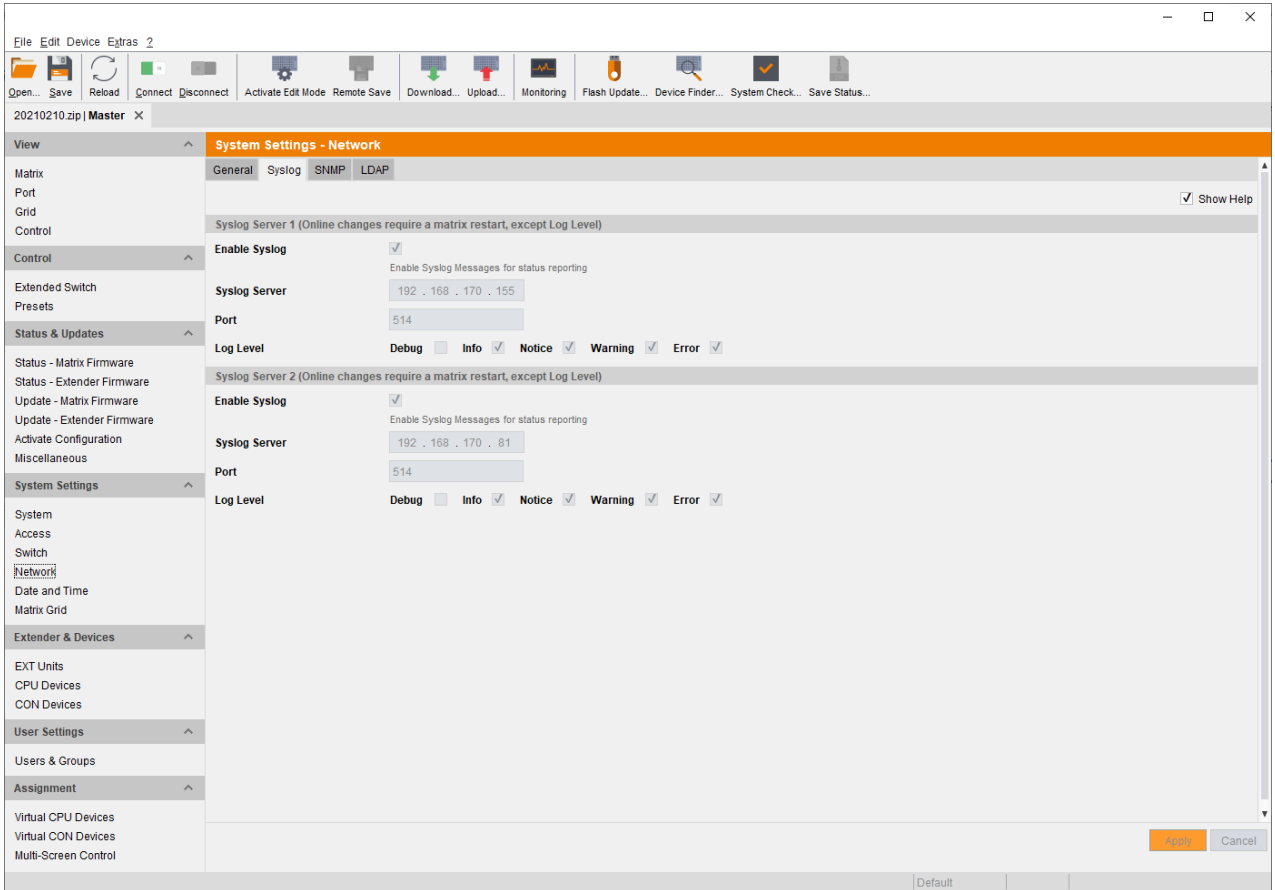 File Edit Device Extras ?
Open... Save Reload Connect Disconnect Activate Edit Mode Remote Save Download... Upload... Monitoring Flash Update... Device Finder... System Check... Save Status...
20210210.zip | Master
View
Matrix
Port
Grid
Control
Control
Extended Switch
Presets
Status & Updates
Status - Matrix Firmware
Status - Extender Firmware
Update - Matrix Firmware
Update - Extender Firmware
Activate Configuration
Miscellaneous
System Settings
System
Access
Switch
Network
Date and Time
Matrix Grid
Extender & Devices
EXT Units
CPU Devices
CON Devices
User Settings
Users & Groups
Assignment
Virtual CPU Devices
Virtual CON Devices
Multi-Screen Control
System Settings - Network
General Syslog SNMP LDAP
Show Help
Syslog Server 1 (Online changes require a matrix restart, except Log Level)
Enable Syslog
Enable Syslog Messages for status reporting
Syslog Server 192 . 168 . 170 . 155
Port 514
Log Level Debug Info Notice Warning Error
Syslog Server 2 (Online changes require a matrix restart, except Log Level)
Enable Syslog
Enable Syslog Messages for status reporting
Syslog Server 192 . 168 . 170 . 81
Port 514
Log Level Debug Info Notice Warning Error
Apply Cancel
Default